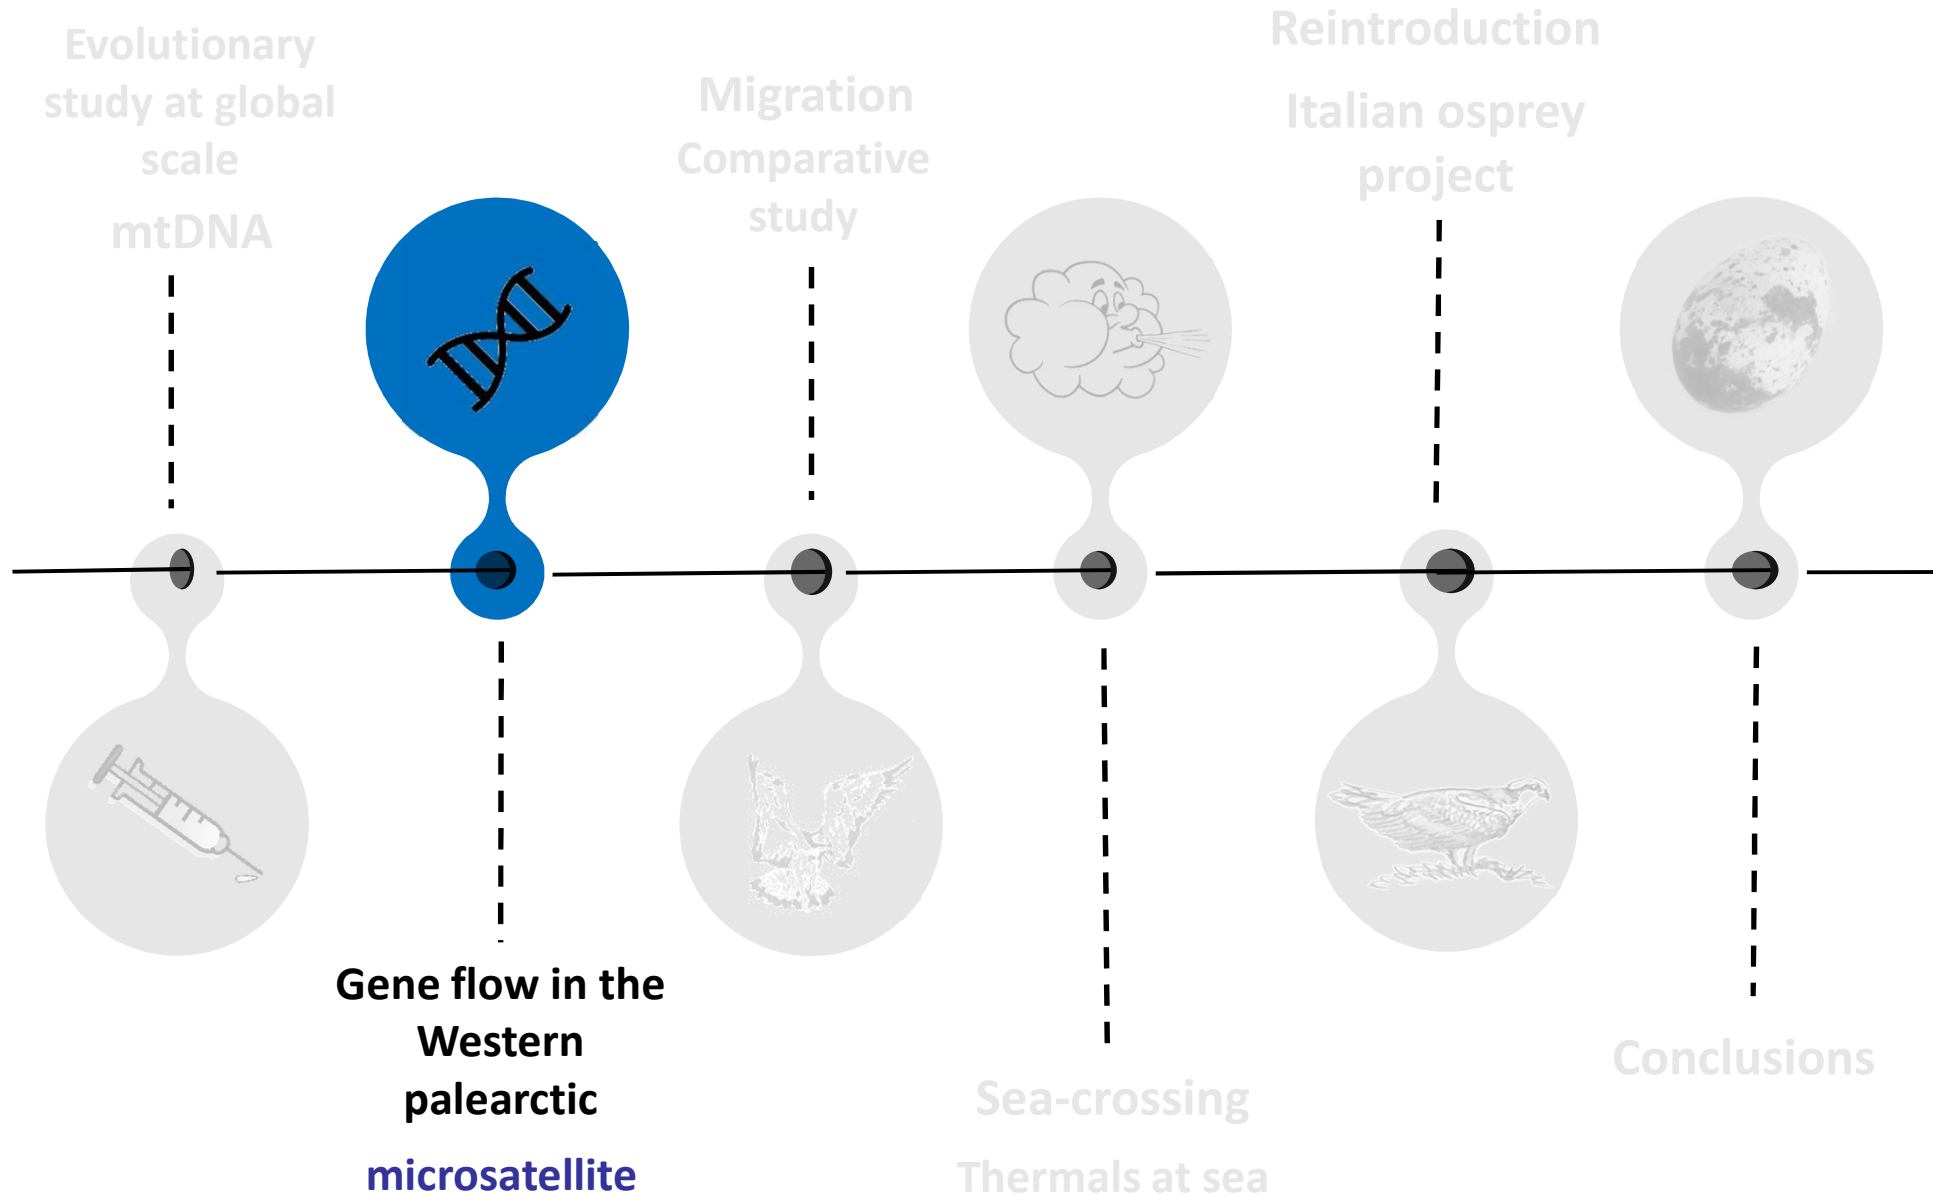 Evolutionary
study at global
scale
mtDNA
Gene flow in the
Western
palearctic
microsatellite
Migration
Comparative
study
Sea-crossing
Thermals at sea
Reintroduction
Italian osprey
project
Conclusions